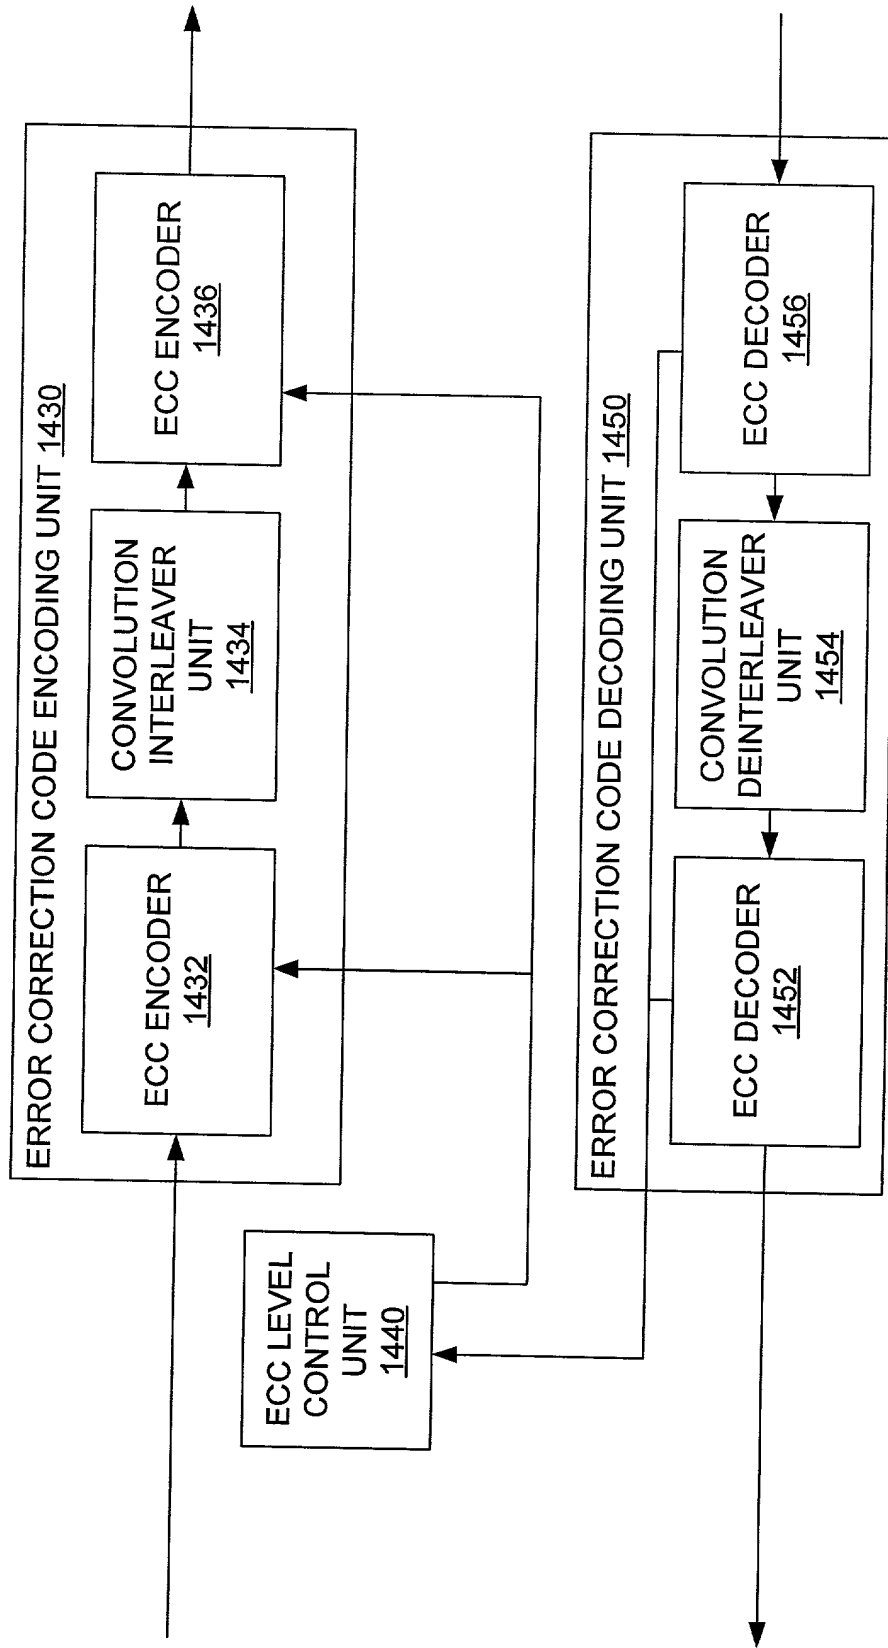 ERROR CORRECTION CODE ENCODING UNIT 1430
ECC ENCODER
1432
CONVOLUTION
INTERLEAVER
UNIT
1434
ECC ENCODER
1436
ECC LEVEL
CONTROL
UNIT
1440
ERROR CORRECTION CODE DECODING UNIT 1450
ECC DECODER
1452
CONVOLUTION
DEINTERLEAVER
UNIT
1454
ECC DECODER
1456